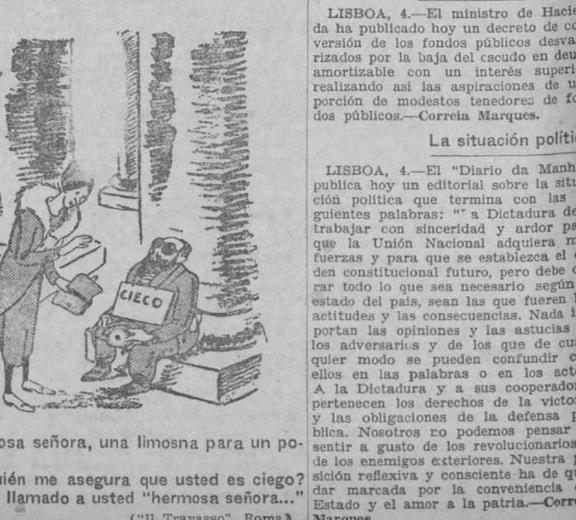 CIECO
osa señora, una limosna para un po-
ién me asegura que usted es ciego?
llamado a usted "hermosa señora..."
("Il Travasso", Roma)
LISBOA, 4.—El ministro de Hacie
da ha publicado hoy un decreto de co
versión de los fondos públicos desva
rizados por la baja del escudo en deu
amortizable con un interés superi
realizando así las aspiraciones de u
porción de modestos tenedores de fo
dos públicos.—Correia Marques.
La situación políti
LISBOA, 4.—El "Diario da Manh
publica hoy un editorial sobre la situ
ción política que termina con las
guientes palabras: "' a Dictadura de
trabajar con sinceridad y ardor pa
que la Unión Nacional adquiera m
fuerzas y para que se establezca el
den constitucional futuro, pero debe
rar todo lo que sea necesario según
estado del país, sean las que fueren
actitudes y las consecuencias. Nada i
portan las opiniones y las astucias
los adversarios y de los que de cua
quier modo se pueden confundir c
ellos en las palabras o en los acto
A la Dictadura y a sus cooperador
pertenecen los derechos de la victor
y las obligaciones de la defensa p
blica. Nosotros no podemos pensar
sentir a gusto de los revolucionarios
de los enemigos exteriores. Nuestra p
sición reflexiva y consciente ha de qu
dar marcada por la conveniencia
Estado y el amor a la patria.—Corr
Marques.